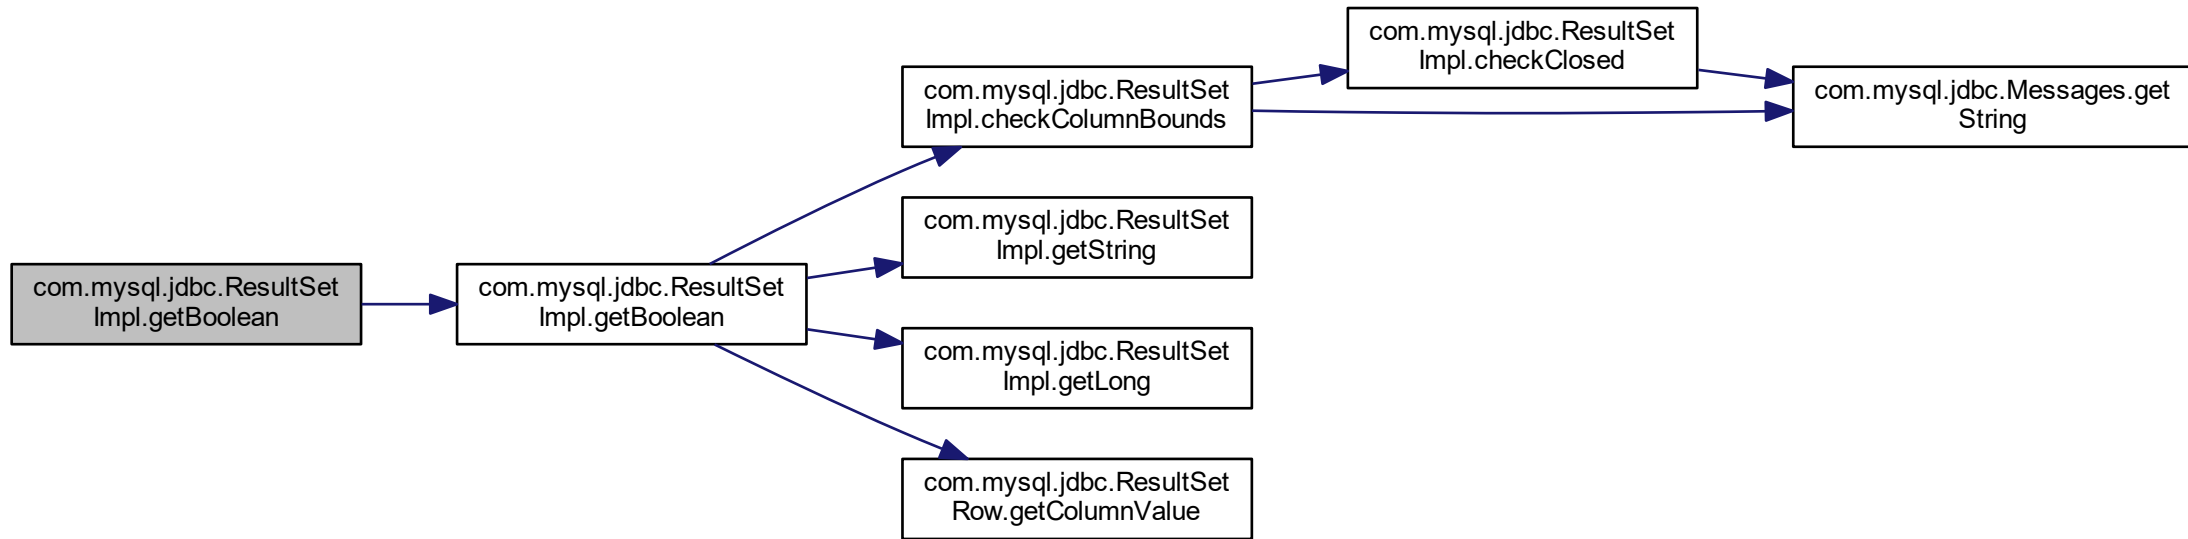 com.mysql.jdbc.ResultSet
Impl.getBoolean
com.mysql.jdbc.ResultSet
Impl.getBoolean
com.mysql.jdbc.ResultSet
Impl.checkColumnBounds
com.mysql.jdbc.ResultSet
Impl.checkClosed
com.mysql.jdbc.Messages.get
String
com.mysql.jdbc.ResultSet
Impl.getString
com.mysql.jdbc.ResultSet
Impl.getLong
com.mysql.jdbc.ResultSet
Row.getColumnValue